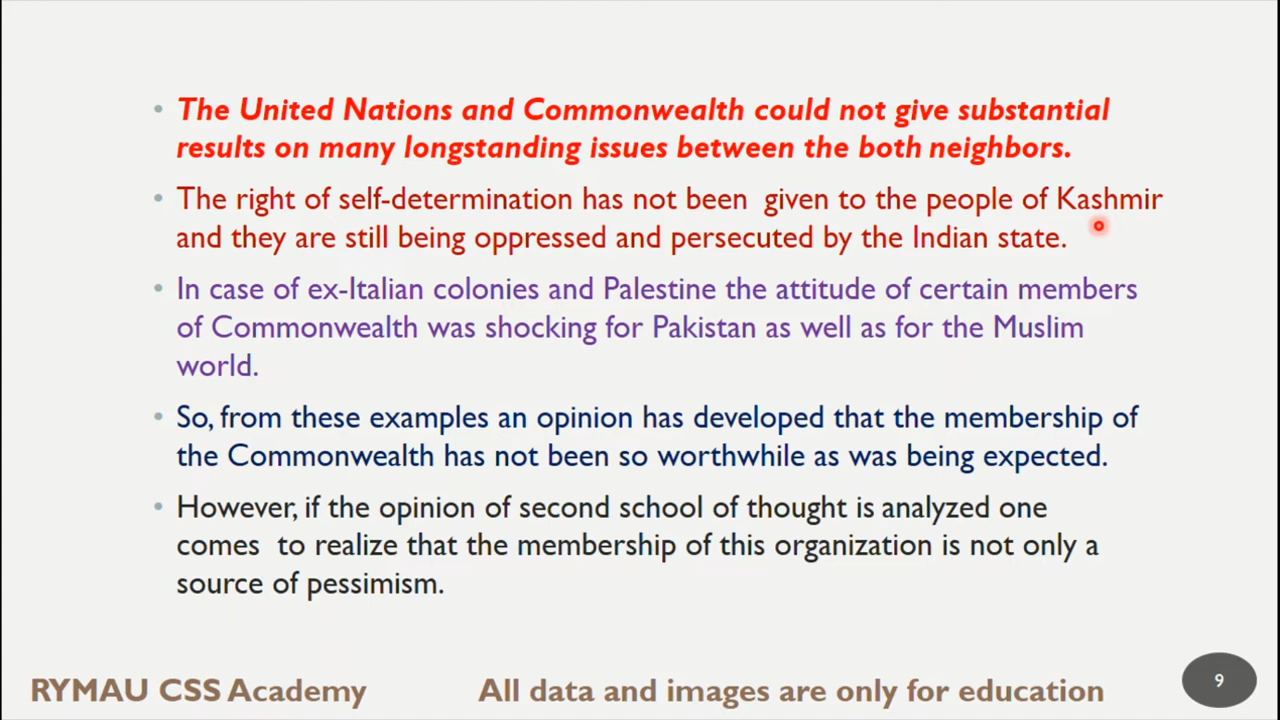 • The United Nations and Commonwealth could not give substantial
results on many longstanding issues between the both neighbors.
• The right of self-determination has not been given to the people of Kashmir
and they are still being oppressed and persecuted by the Indian state.
• In case of ex-Italian colonies and Palestine the attitude of certain members
of Commonwealth was shocking for Pakistan as well as for the Muslim
world.
• So, from these examples an opinion has developed that the membership of
the Commonwealth has not been so worthwhile as was being expected.
• However, if the opinion of second school of thought is analyzed one
comes to realize that the membership of this organization is not only a
source of pessimism.
RYMAU CSS Academy All data and images are only for education 9